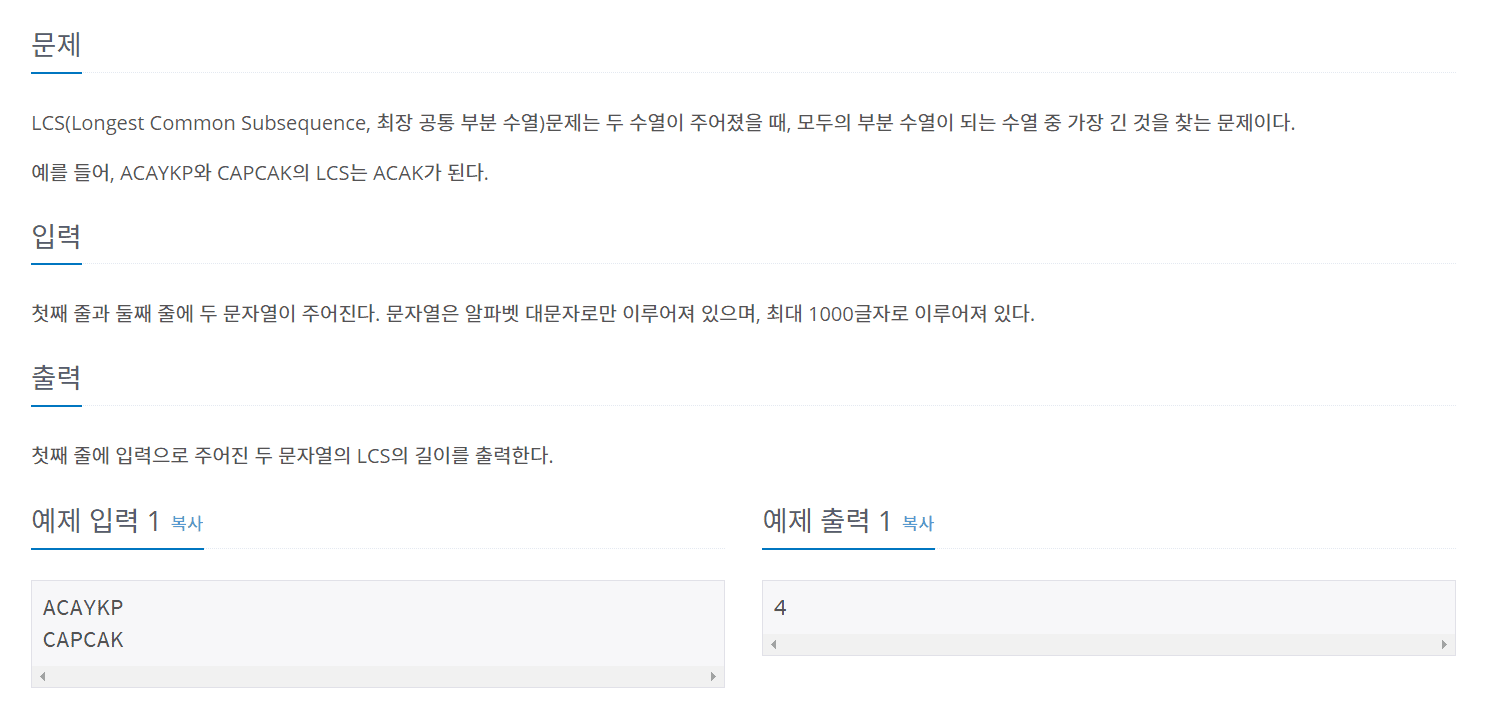 문제
LCS(Longest Common Subsequence, 최장 공통 부분 수열)문제는 두 수열이 주어졌을 때, 모두의 부분 수열이 되는 수열 중 가장 긴 것을 찾는 문제이다.
예를 들어, ACAYKP와 CAPCAK의 LCS는 ACAK가 된다.
입력
첫째 줄과 둘째 줄에 두 문자열이 주어진다. 문자열은 알파벳 대문자로만 이루어져 있으며, 최대 1000글자로 이루어져 있다.
출력
첫째 줄에 입력으로 주어진 두 문자열의 LCS의 길이를 출력한다.
예제 입력 1 복사
ACAYKP
CAPCAK
예제 출력 1 복사
4